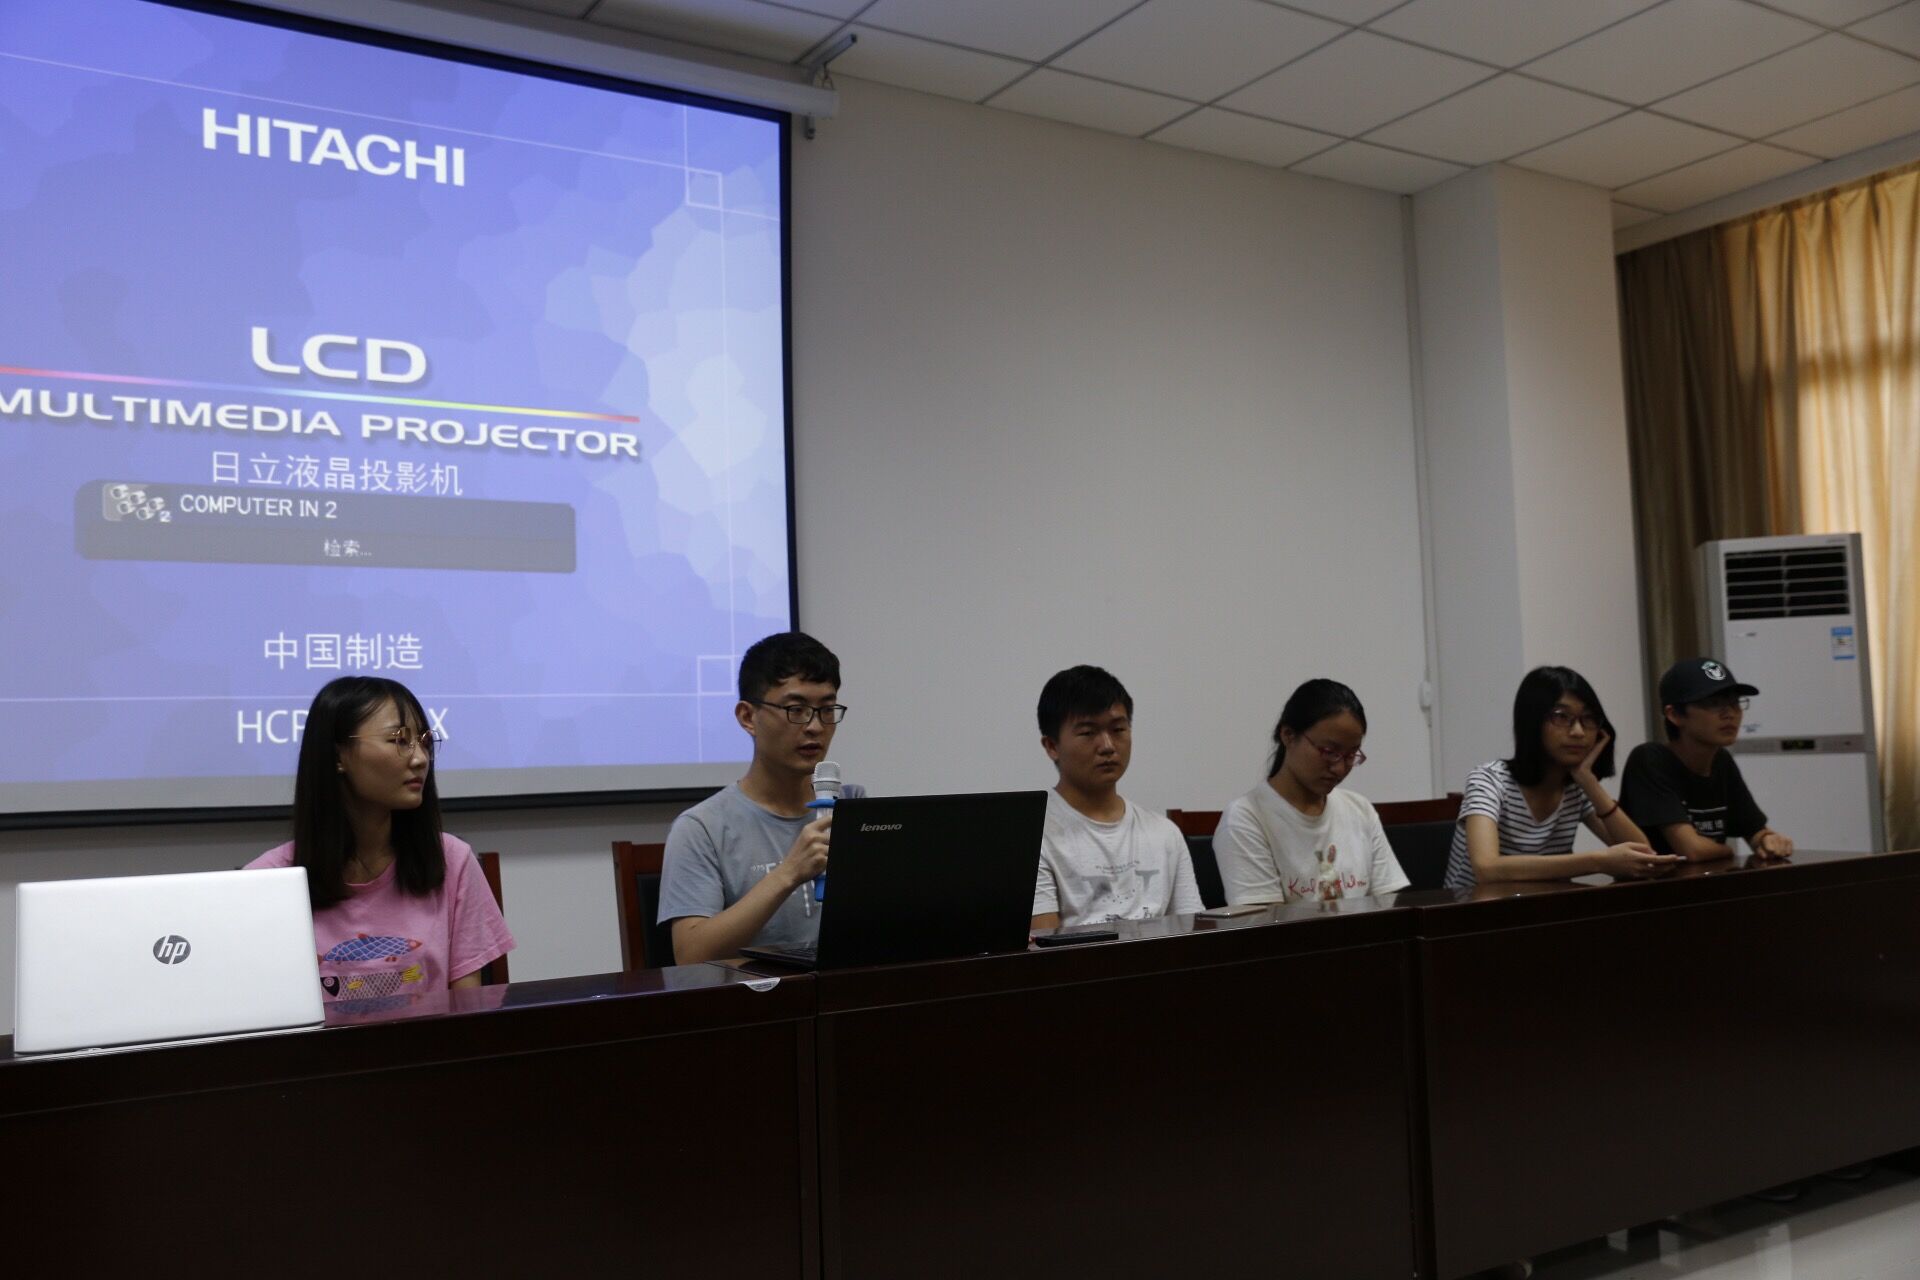 HITACHI
LCD
MULTIMEDIA PROJECTOR
日立液晶投影机
COMPUTER IN 2
检索...
中国制造
hp
lenovo